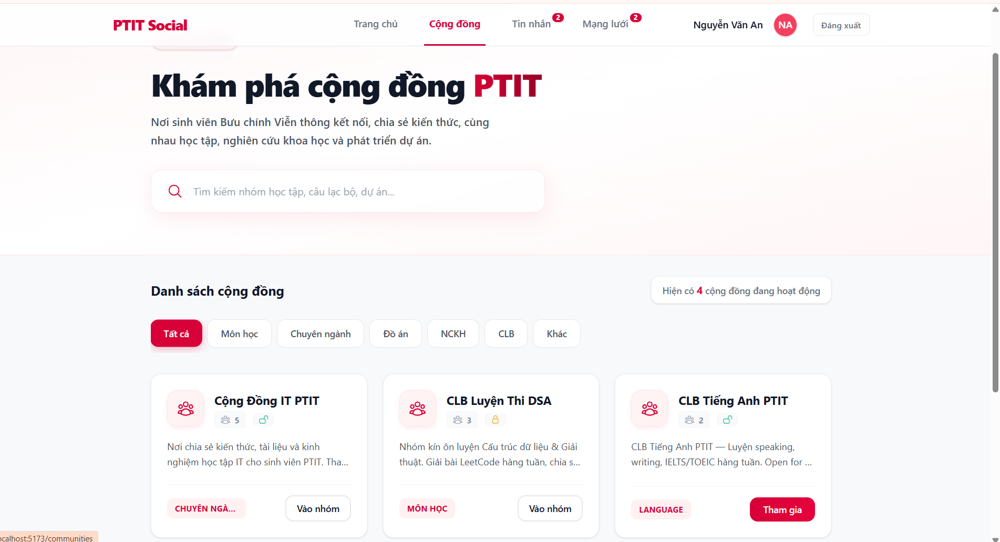 PTIT Social
Trang chủ
Cộng đồng
Tin nhắn
2
Mạng lưới
2
Nguyễn Văn An
NA
Đăng xuất
Khám phá cộng đồng PTIT
Nơi sinh viên Bưu chính Viễn thông kết nối, chia sẻ kiến thức, cùng
nhau học tập, nghiên cứu khoa học và phát triển dự án.
Tìm kiếm nhóm học tập, câu lạc bộ, dự án...
Danh sách cộng đồng
Hiện có 4 cộng đồng đang hoạt động
Tất cả
Môn học
Chuyên ngành
Đồ án
NCKH
CLB
Khác
Cộng Đồng IT PTIT
5
Nơi chia sẻ kiến thức, tài liệu và kinh
nghiệm học tập IT cho sinh viên PTIT. Tha...
CHUYÊN NGÀ...
Vào nhóm
CLB Luyện Thi DSA
3
Nhóm kín ôn luyện Cấu trúc dữ liệu & Giải
thuật. Giải bài LeetCode hàng tuần, chia s...
MÔN HỌC
Vào nhóm
CLB Tiếng Anh PTIT
2
CLB Tiếng Anh PTIT — Luyện speaking,
writing, IELTS/TOEIC hàng tuần. Open for ...
LANGUAGE
Tham gia
ocalhost:5173/communities